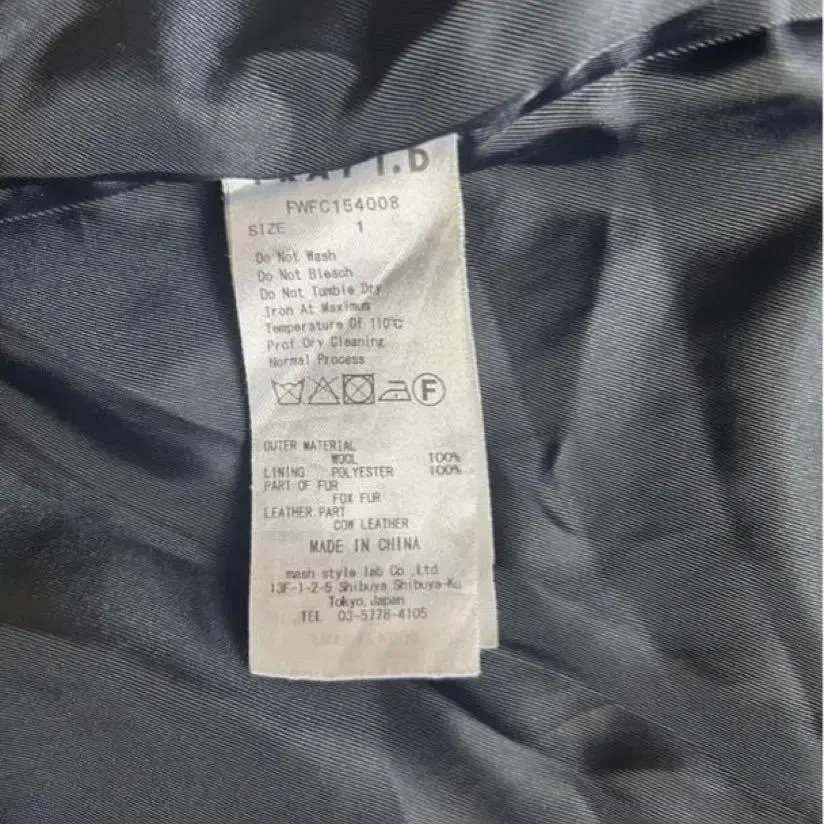 FWFC154008
SIZE 1
Do Not Wash
Do Not Bleach
Do Not Tumble Dry
Iron At Maximum
Temperature Of 110℃
Prof.Dry Cleaning
Normal Process
F
OUTER MATERIAL
WOOL 100%
LINING POLYESTER 100%
PART OF FUR
FOX FUR
LEATHER PART
COW LEATHER
MADE IN CHINA
mash style lab Co.,Ltd.
13F-1-2-5 Shibuya Shibuya-Ku
Tokyo,Japan
TEL 03-5778-4105